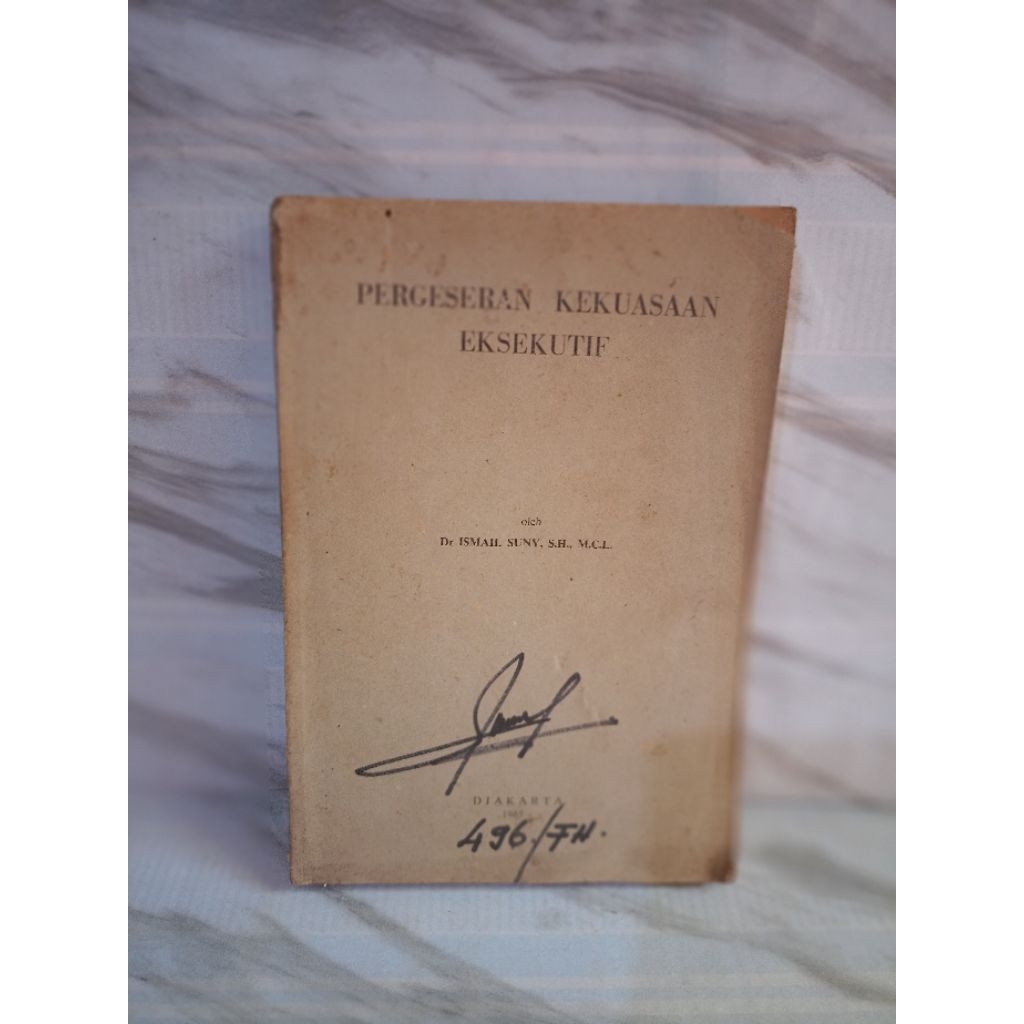 PERGESERAN KEKUASAAN
EKSEKUTIF
oleh
Dr ISMAIL SUNY, S.H., M.C.L.
DJAKARTA
496./FH.